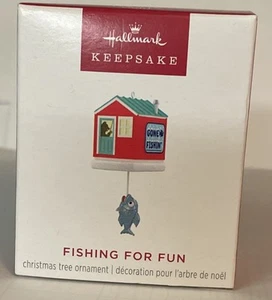 Hallmark
KEEPSAKE
GONE
FISHIN'
FISHING FOR FUN
christmas tree ornament | décoration pour l'arbre de noël